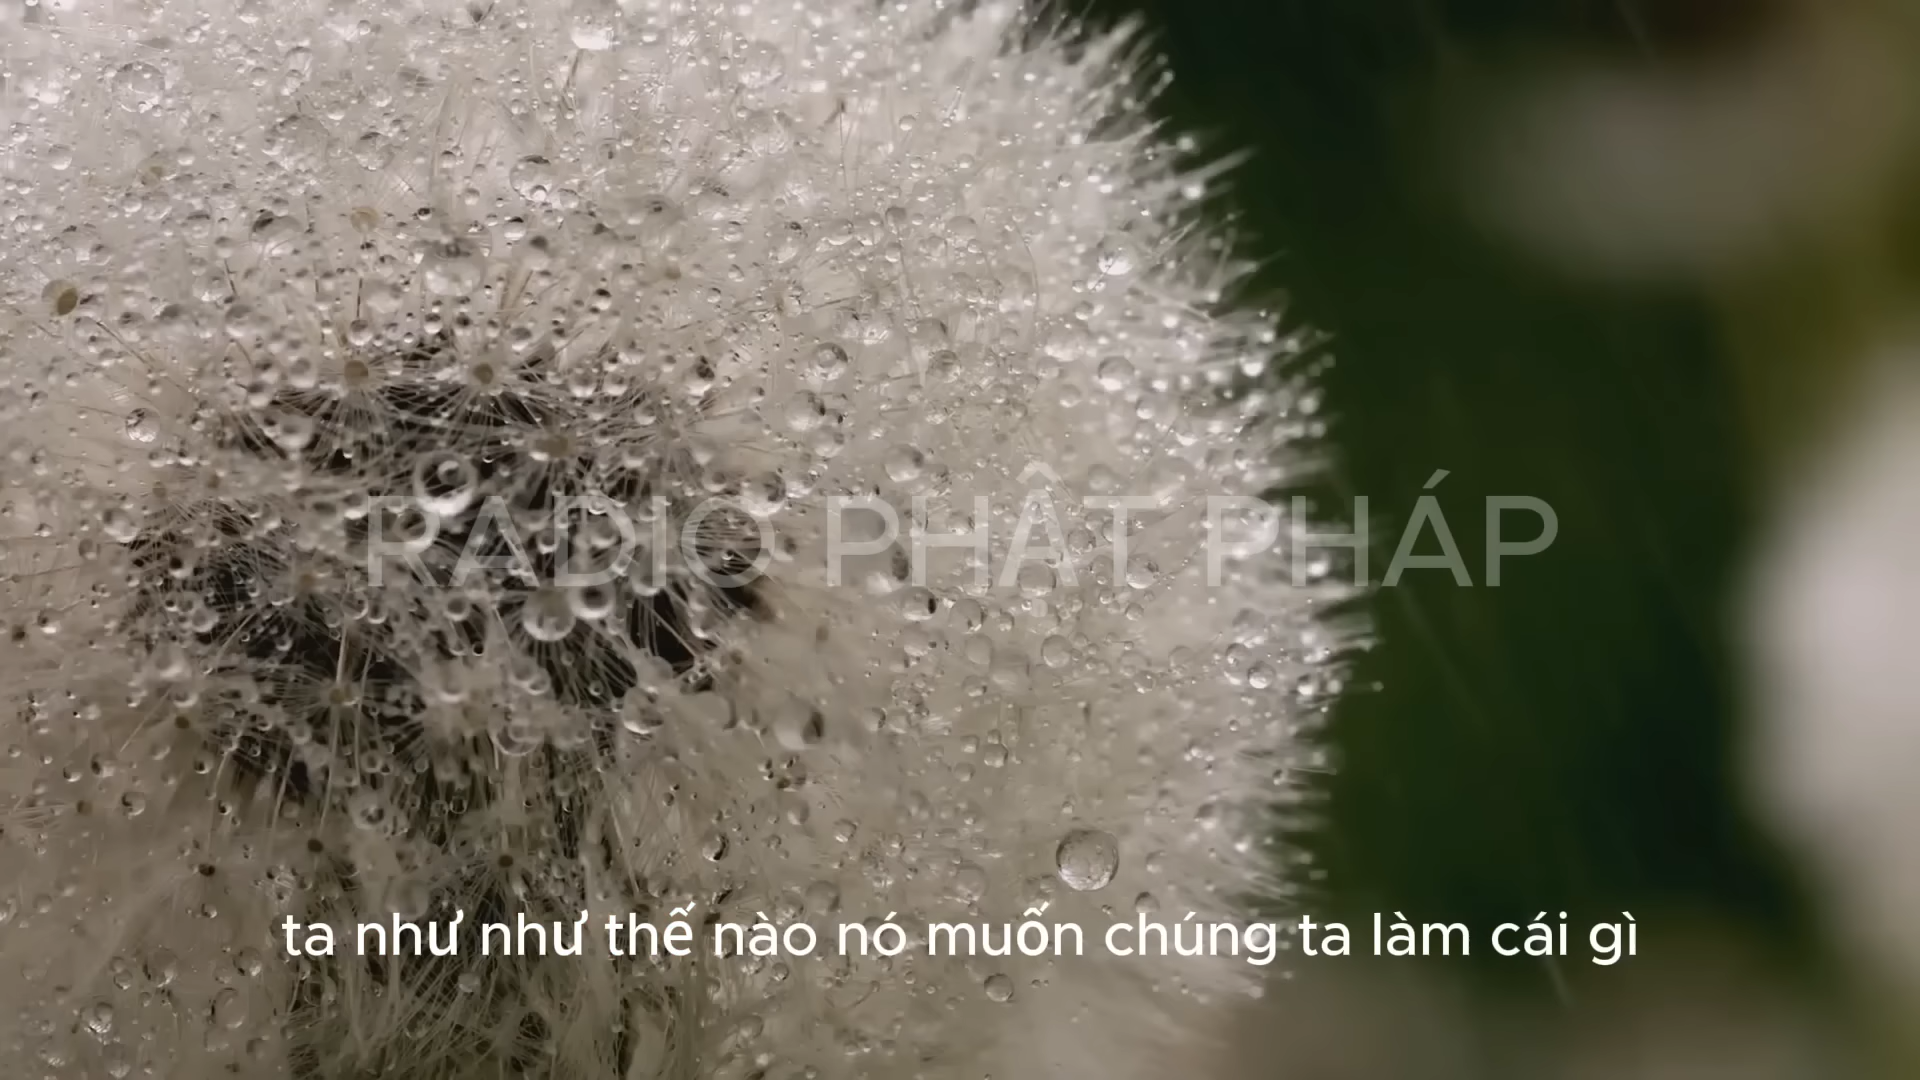 RADIO PHẬT PHÁP
ta như như thế nào nó muốn chúng ta làm cái gì